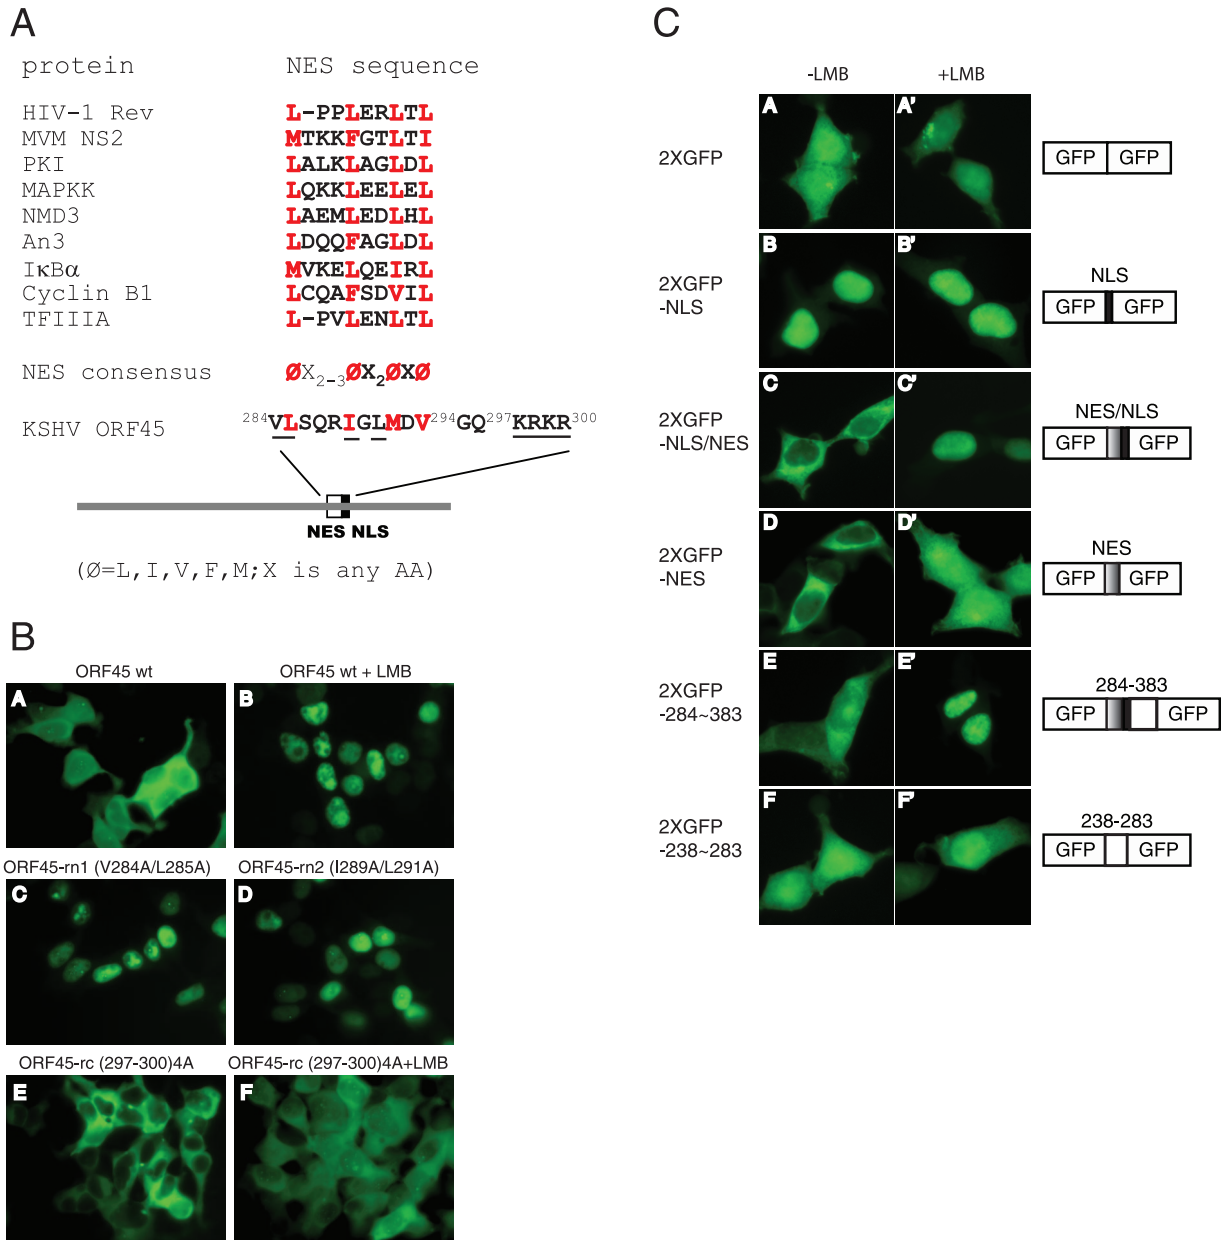 A
protein NES sequence
HIV-1 Rev L-PPLERLTL
MVM NS2 MTKKFGTLTI
PKI LALKLAGLDL
MAPKK LQKKLEELEL
NMD3 LAEMLEDLHL
An3 LDQQFAGLDL
IκBα MVKELQEIRL
Cyclin B1 LCQAFSDVIL
TFIIIA L-PVLENLTL
NES consensus ØX2-3ØX2ØXØ
KSHV ORF45 284VLSQRIGLMDV294GQ297KRKR300
NES NLS
(Ø=L,I,V,F,M;X is any AA)
B
ORF45 wt ORF45 wt + LMB
A B
ORF45-rn1 (V284A/L285A) ORF45-rn2 (I289A/L291A)
C D
ORF45-rc (297-300)4A ORF45-rc (297-300)4A+LMB
E F
C
-LMB +LMB
A A'
2XGFP GFP GFP
B B'
2XGFP
-NLS
NLS
GFP GFP
C C'
2XGFP
-NLS/NES
NES/NLS
GFP GFP
D D'
2XGFP
-NES
NES
GFP GFP
E E'
2XGFP
-284~383
284-383
GFP GFP
F F'
2XGFP
-238~283
238-283
GFP GFP